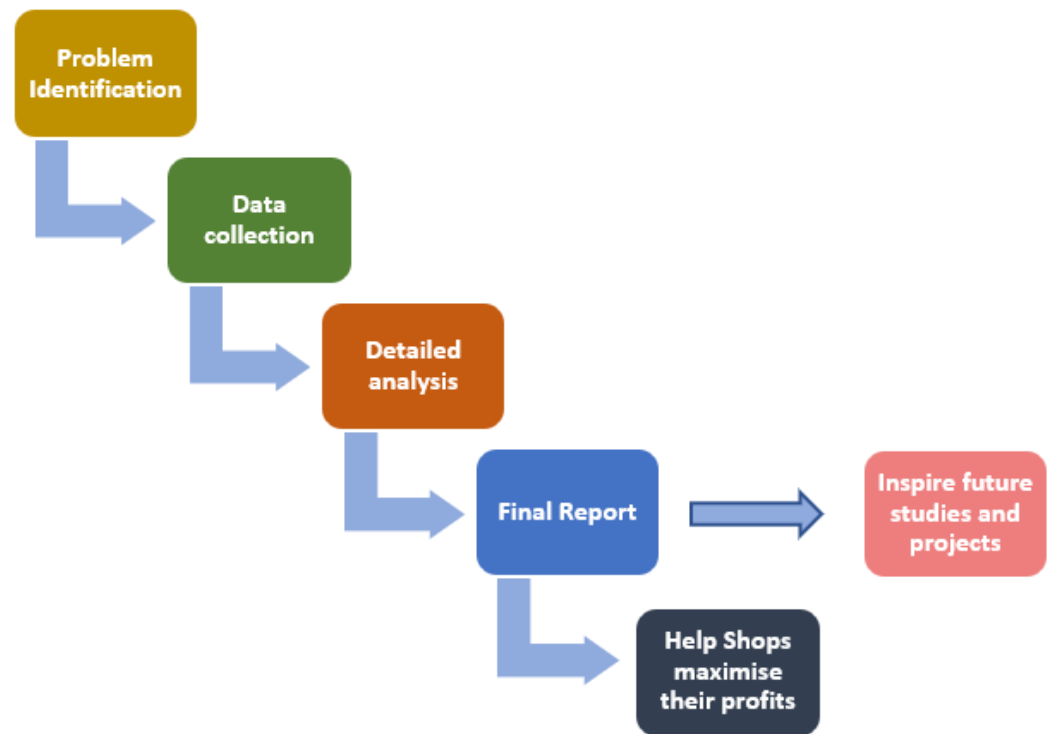 Problem
Identification
Data
collection
Detailed
analysis
Final Report
Inspire future
studies and
projects
Help Shops
maximise
their profits